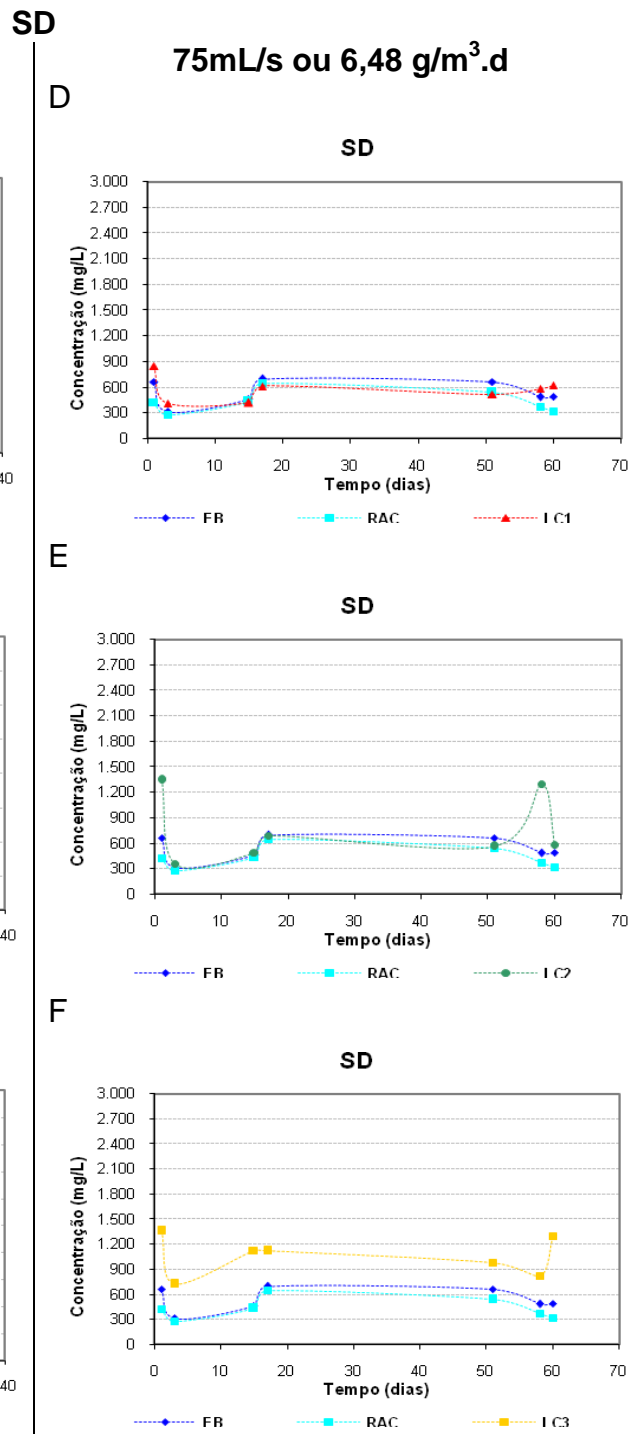 SD
75mL/s ou 6,48 g/m³.d
D
SD
3.000
2.700
2.400
2.100
1.800
1.500
1.200
900
600
300
0
Concentração (mg/L)
0 10 20 30 40 50 60 70
Tempo (dias)
EB RAC LC1
40
E
SD
3.000
2.700
2.400
2.100
1.800
1.500
1.200
900
600
300
0
Concentração (mg/L)
0 10 20 30 40 50 60 70
Tempo (dias)
EB RAC LC2
40
F
SD
3.000
2.700
2.400
2.100
1.800
1.500
1.200
900
600
300
0
Concentração (mg/L)
0 10 20 30 40 50 60 70
Tempo (dias)
EB RAC LC3
40